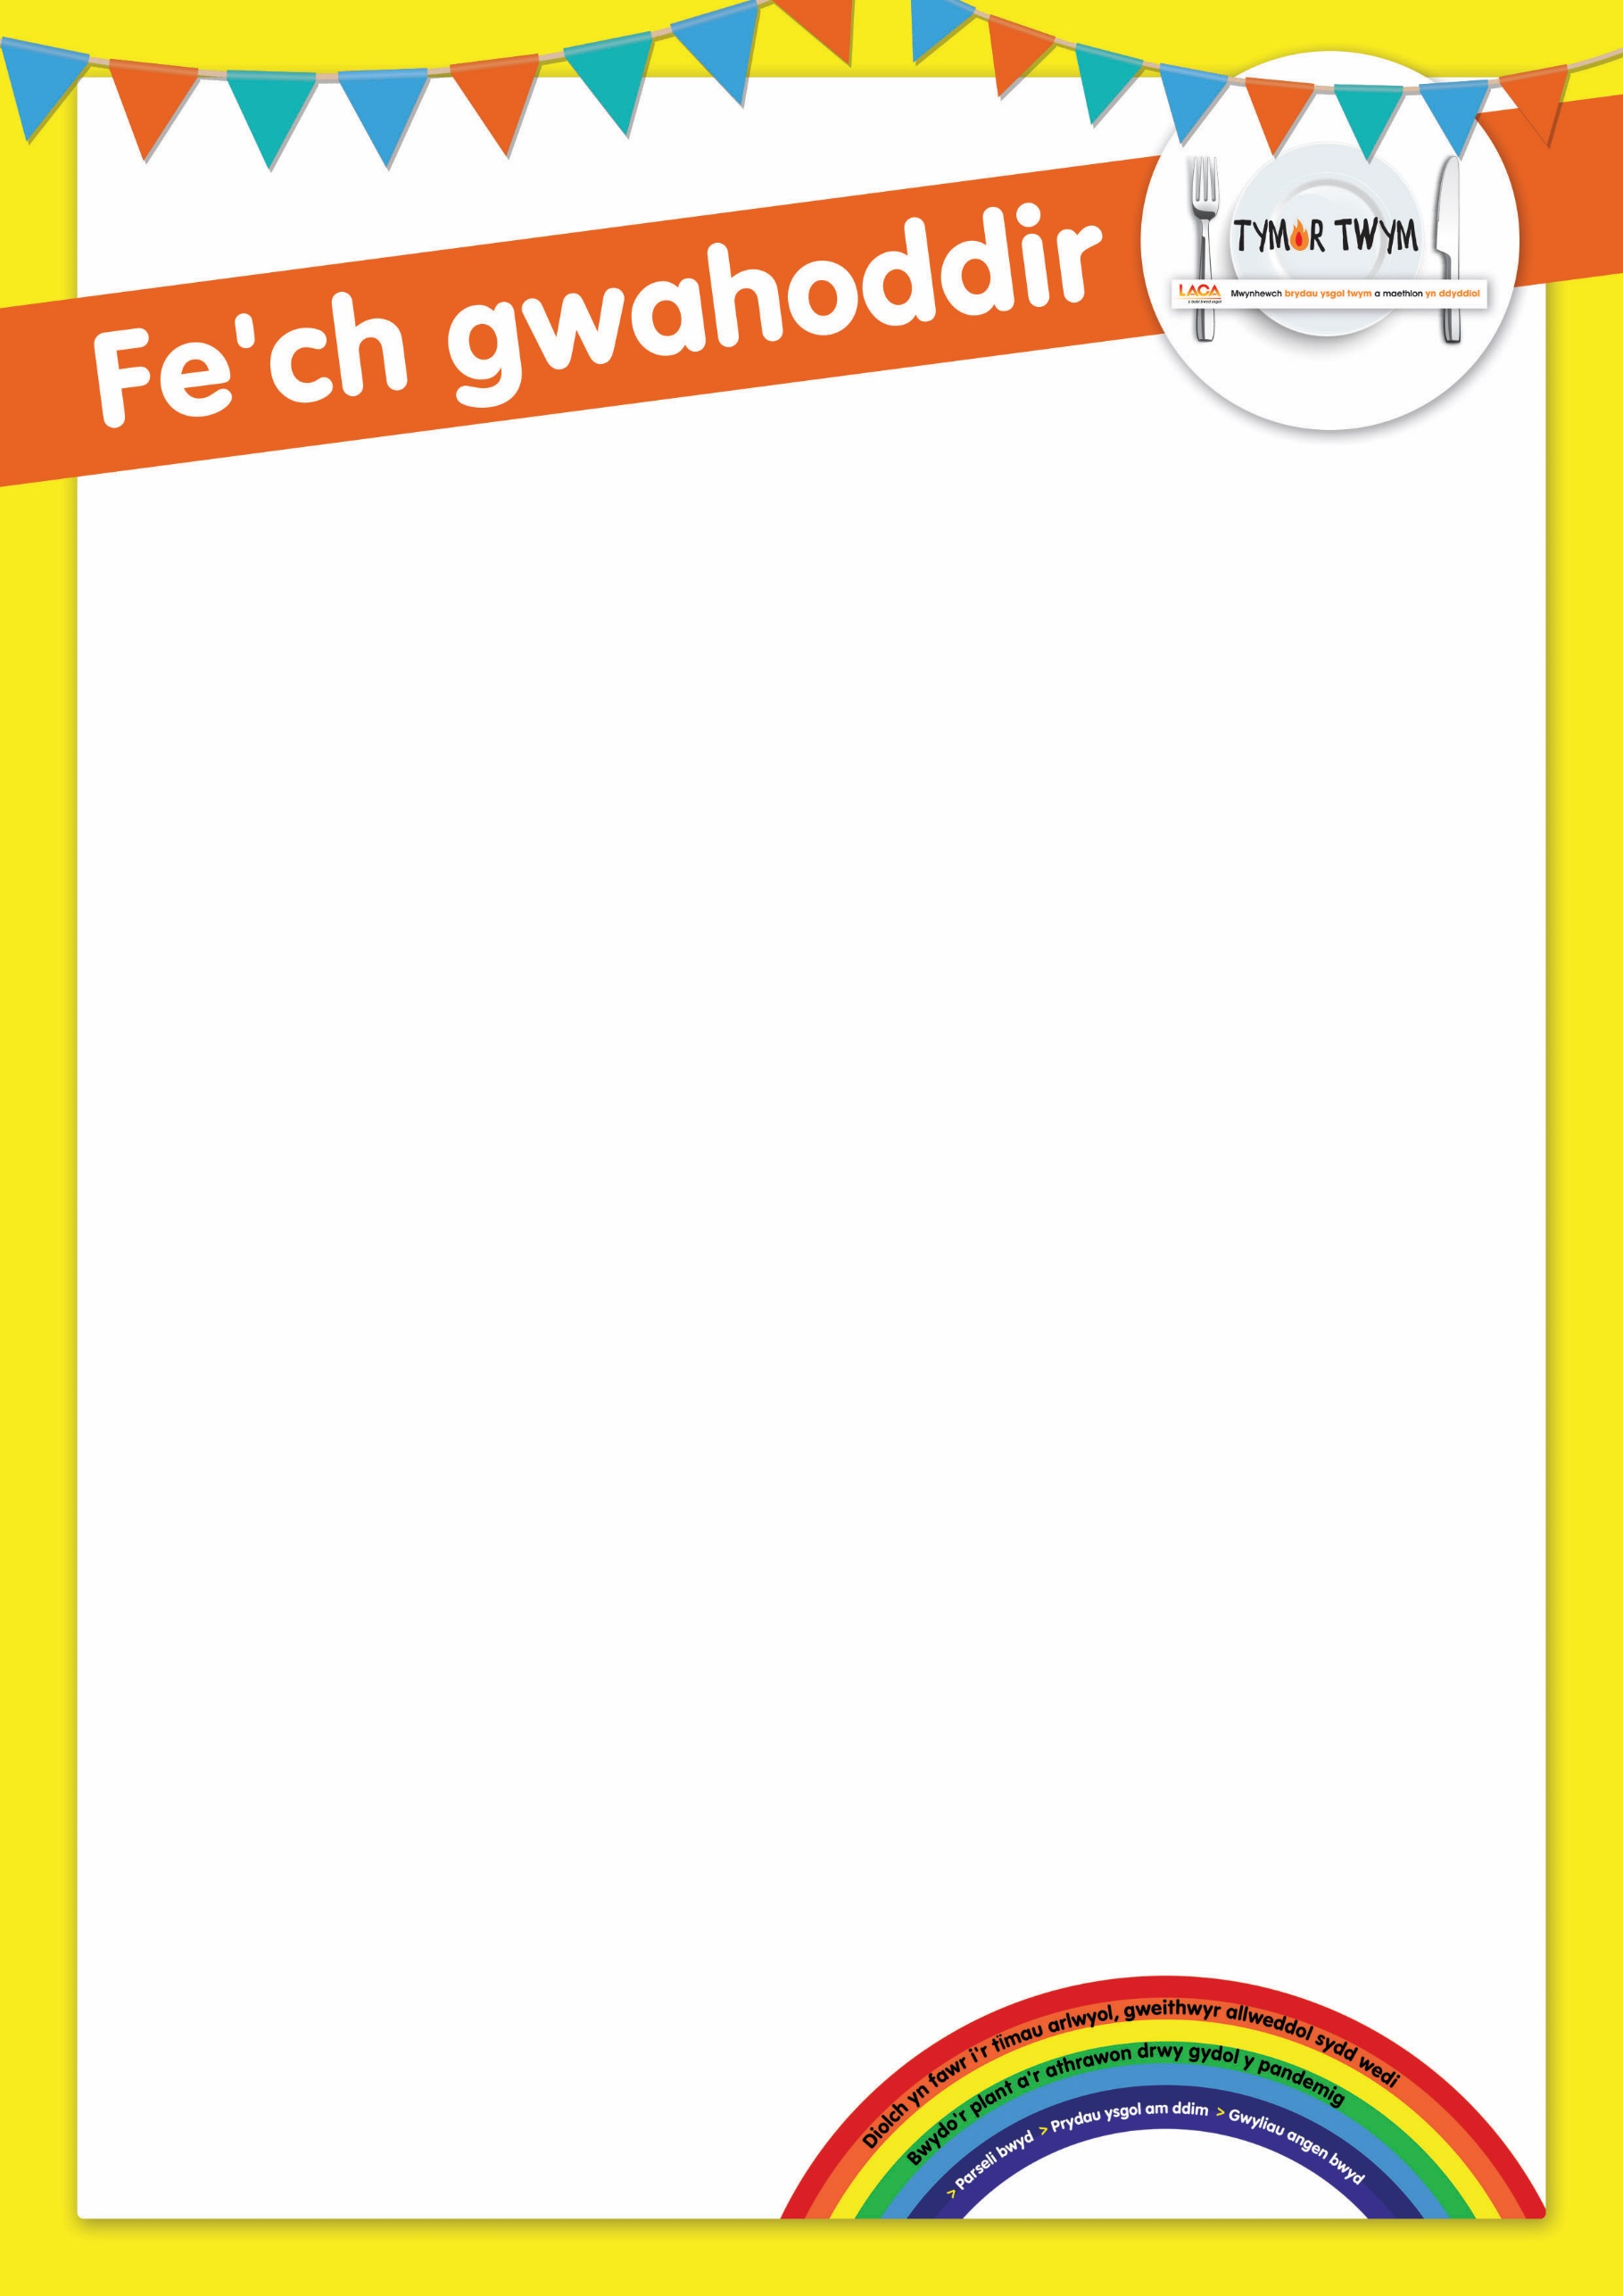 Fe'ch gwahoddir
TYMOR TWYM
LACA Mwynhewch brydau ysgol twym a maethlon yn ddyddiol
Diolch yn fawr i'r tïmau arlwyol, gweithwyr allweddol sydd wedi
Bwydo'r plant a'r athrawon drwy gydol y pandemig
> Parseli bwyd > Prydau ysgol am ddim > Gwyliau angen bwyd